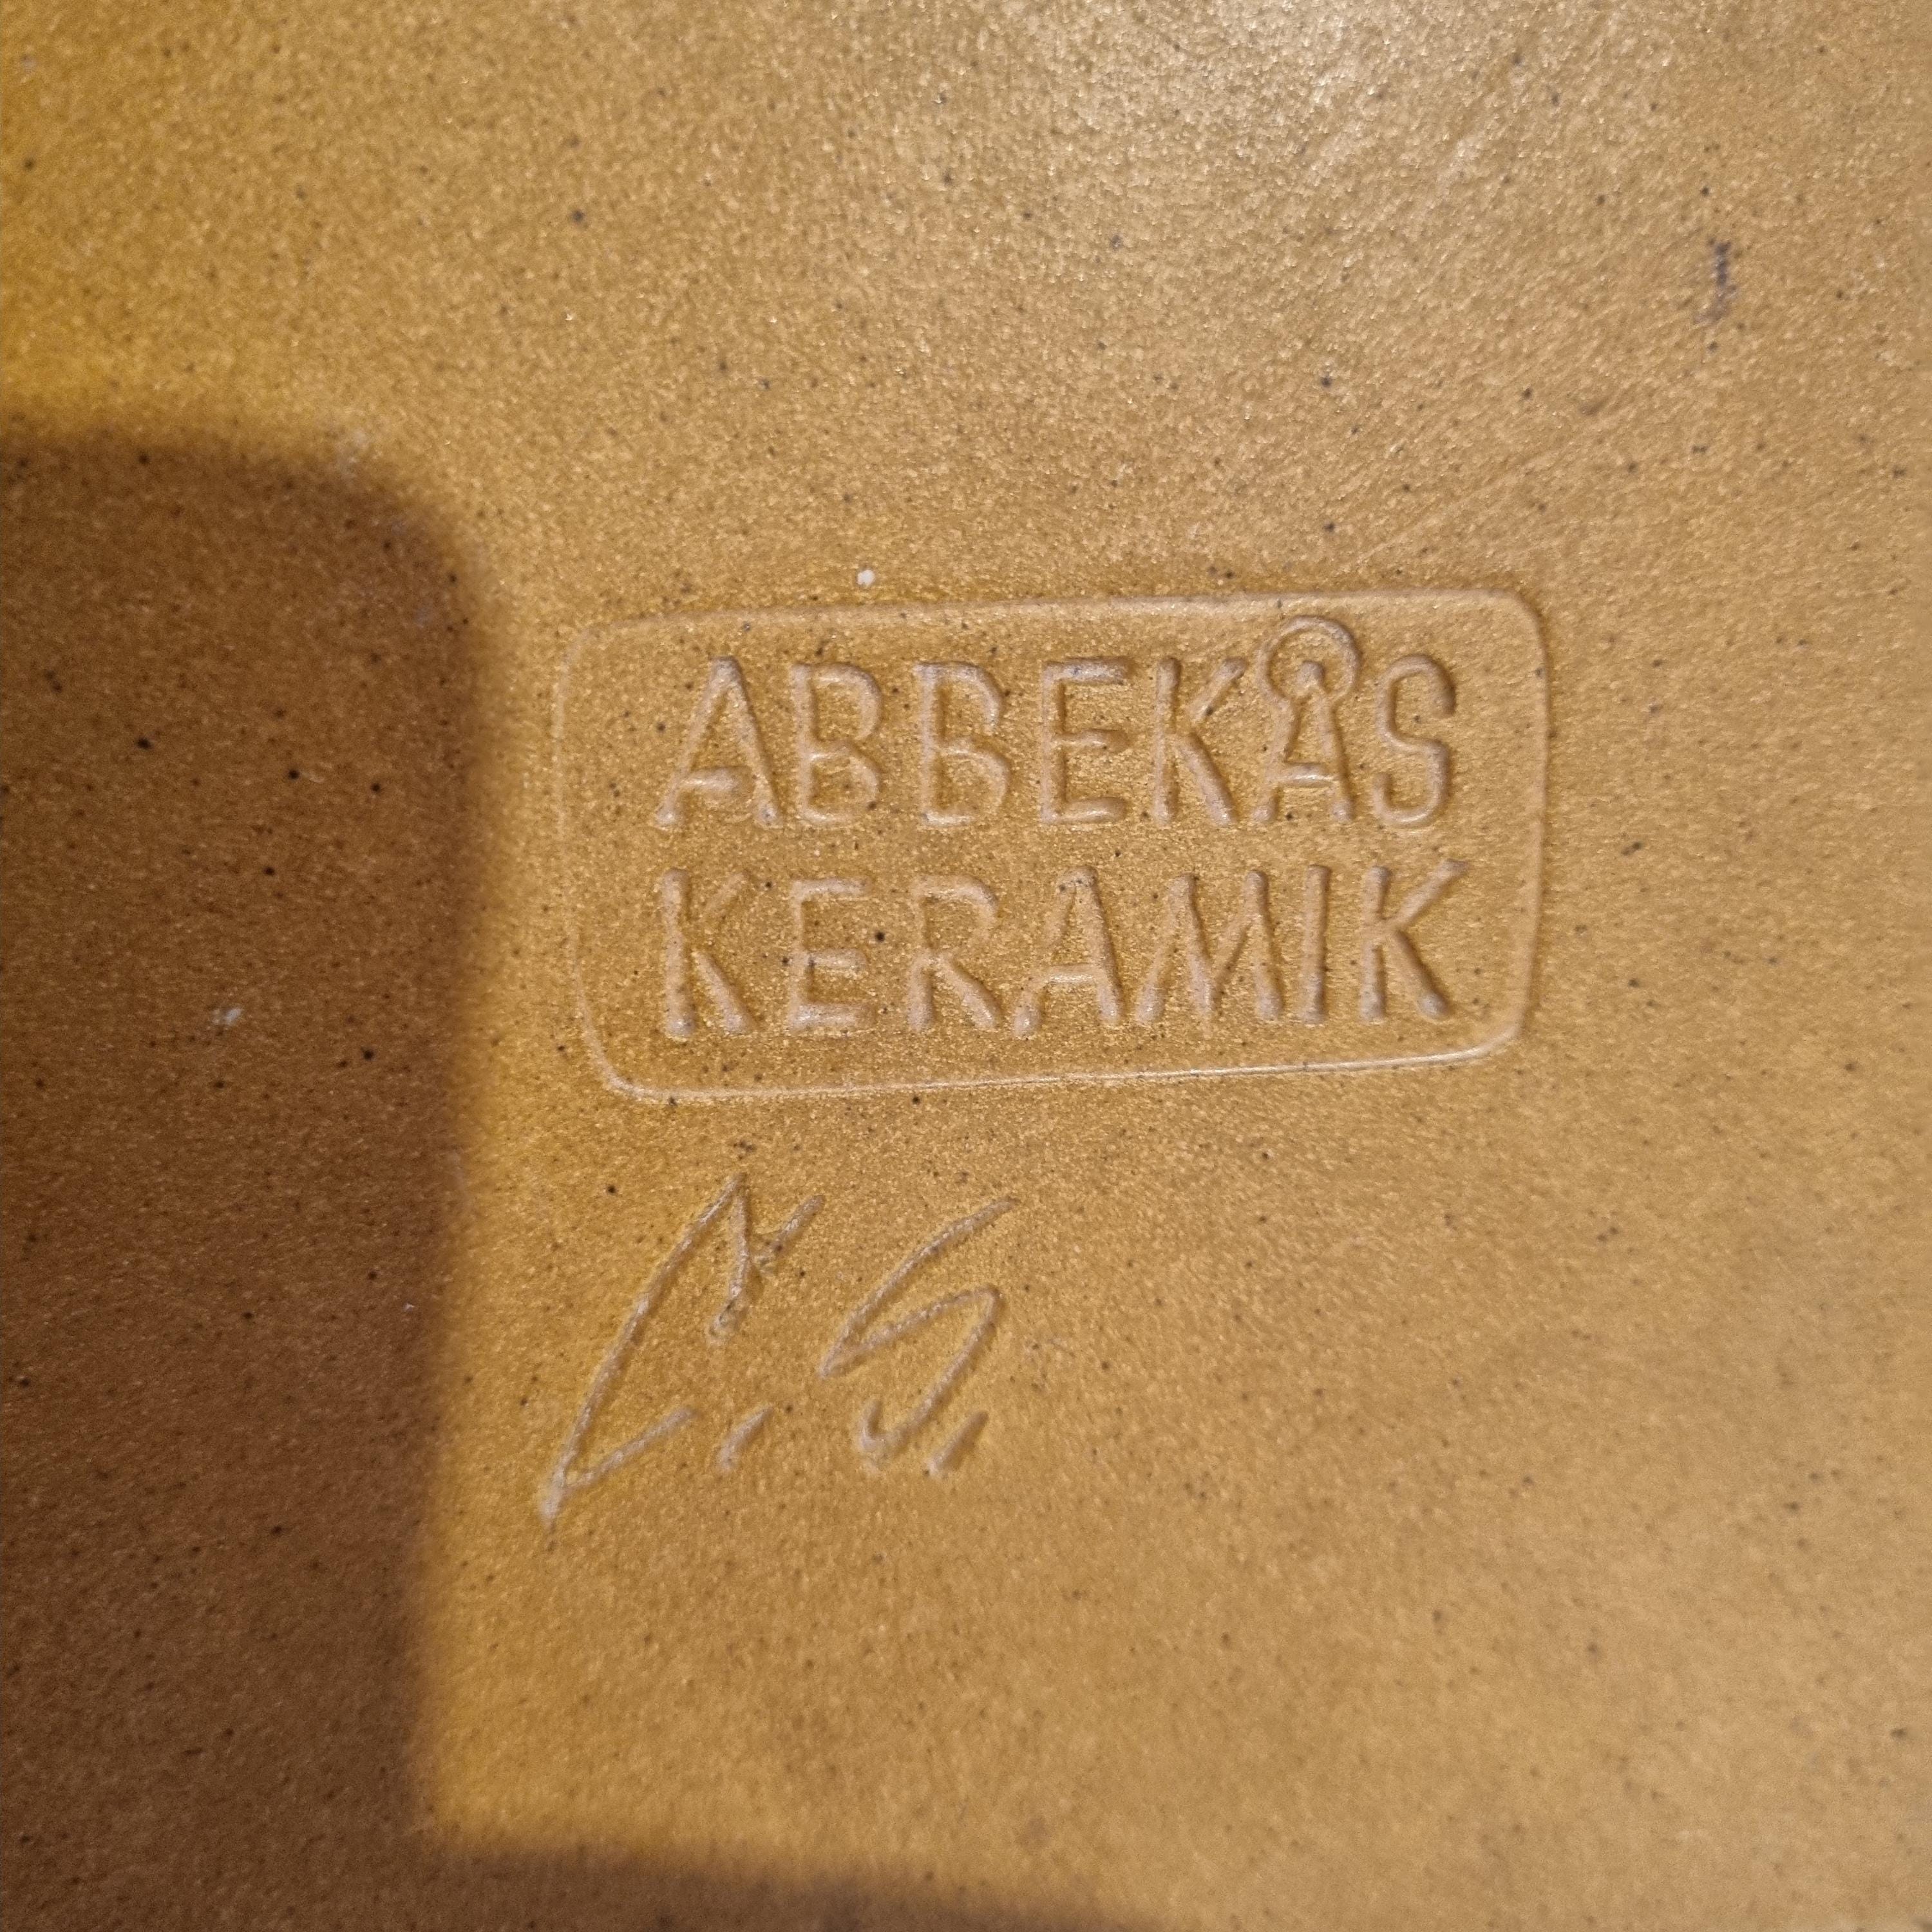 ABBEKÅS
KERAMIK
C. S.